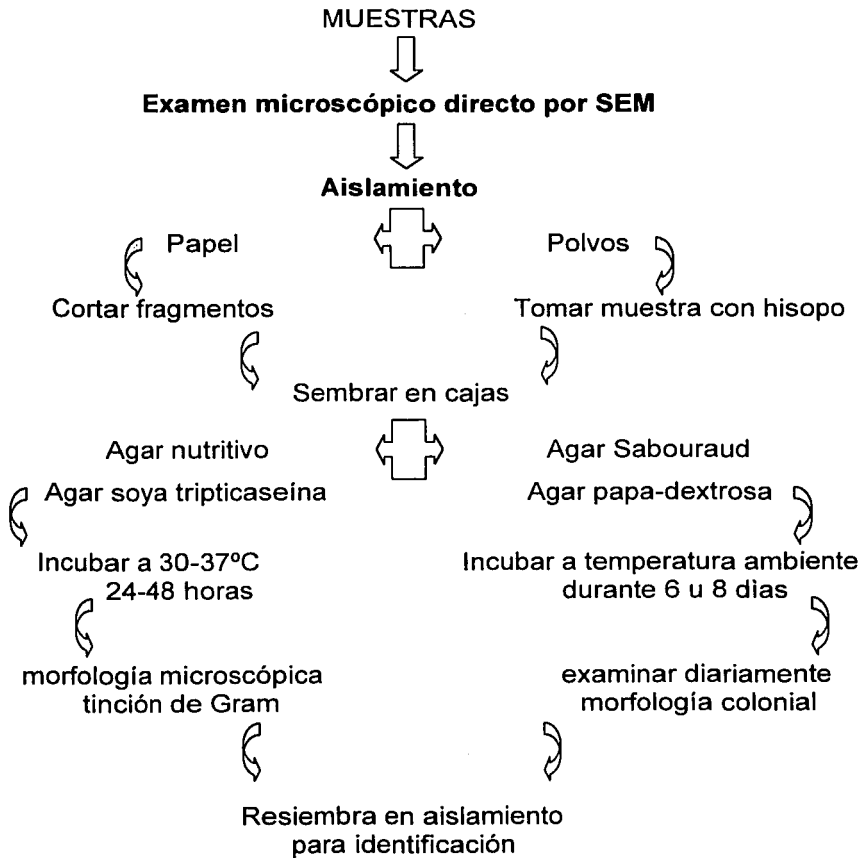 MUESTRAS
Examen microscópico directo por SEM
Aislamiento
Papel
Polvos
Cortar fragmentos
Tomar muestra con hisopo
Sembrar en cajas
Agar nutritivo
Agar Sabouraud
Agar soya tripticaseína
Agar papa-dextrosa
Incubar a 30-37ºC
24-48 horas
Incubar a temperatura ambiente
durante 6 u 8 dìas
morfología microscópica
tinción de Gram
examinar diariamente
morfología colonial
Resiembra en aislamiento
para identificación